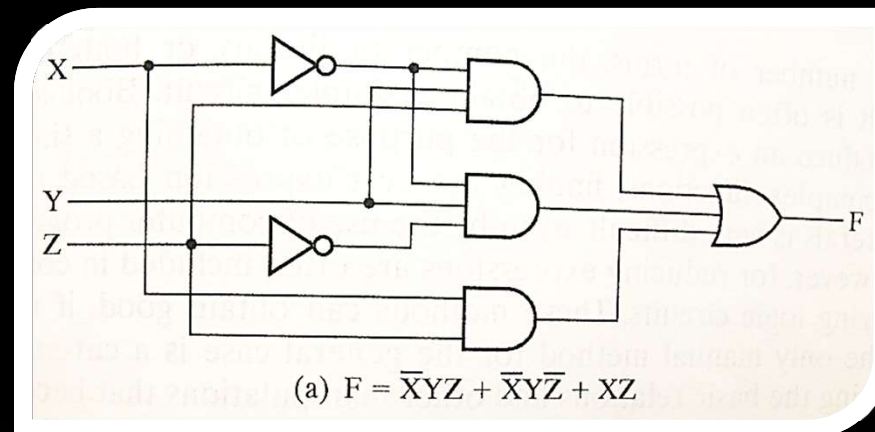 X
Y
Z
F
(a) F = X̅YZ + X̅YZ̅ + XZ